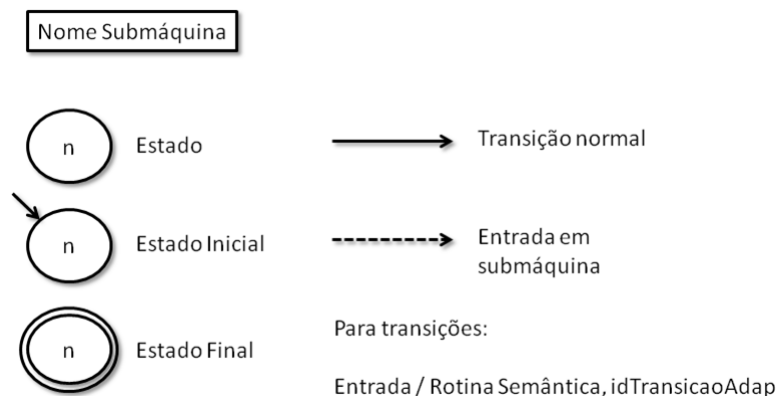 Nome Submáquina
n
Estado
Transição normal
n
Estado Inicial
Entrada em
submáquina
n
Estado Final
Para transições:
Entrada / Rotina Semântica, idTransicaoAdap